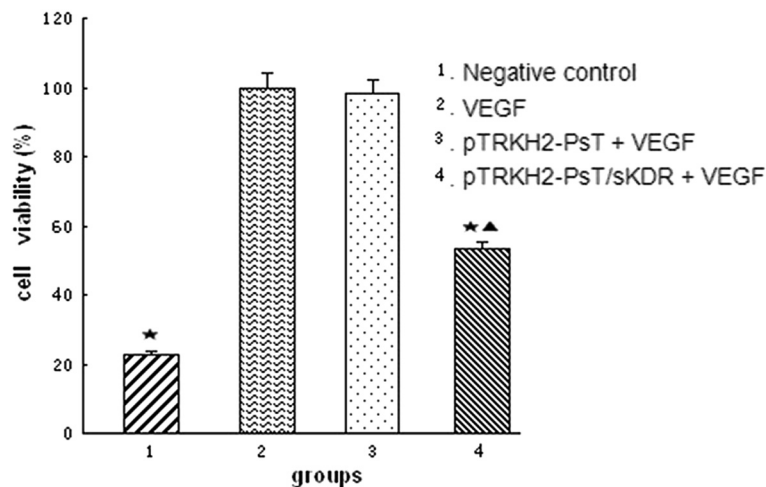 120
100
80
60
40
20
0
cell viability (%)
1 2 3 4
groups
1. Negative control
2. VEGF
3. pTRKH2-PsT + VEGF
4. pTRKH2-PsT/sKDR + VEGF